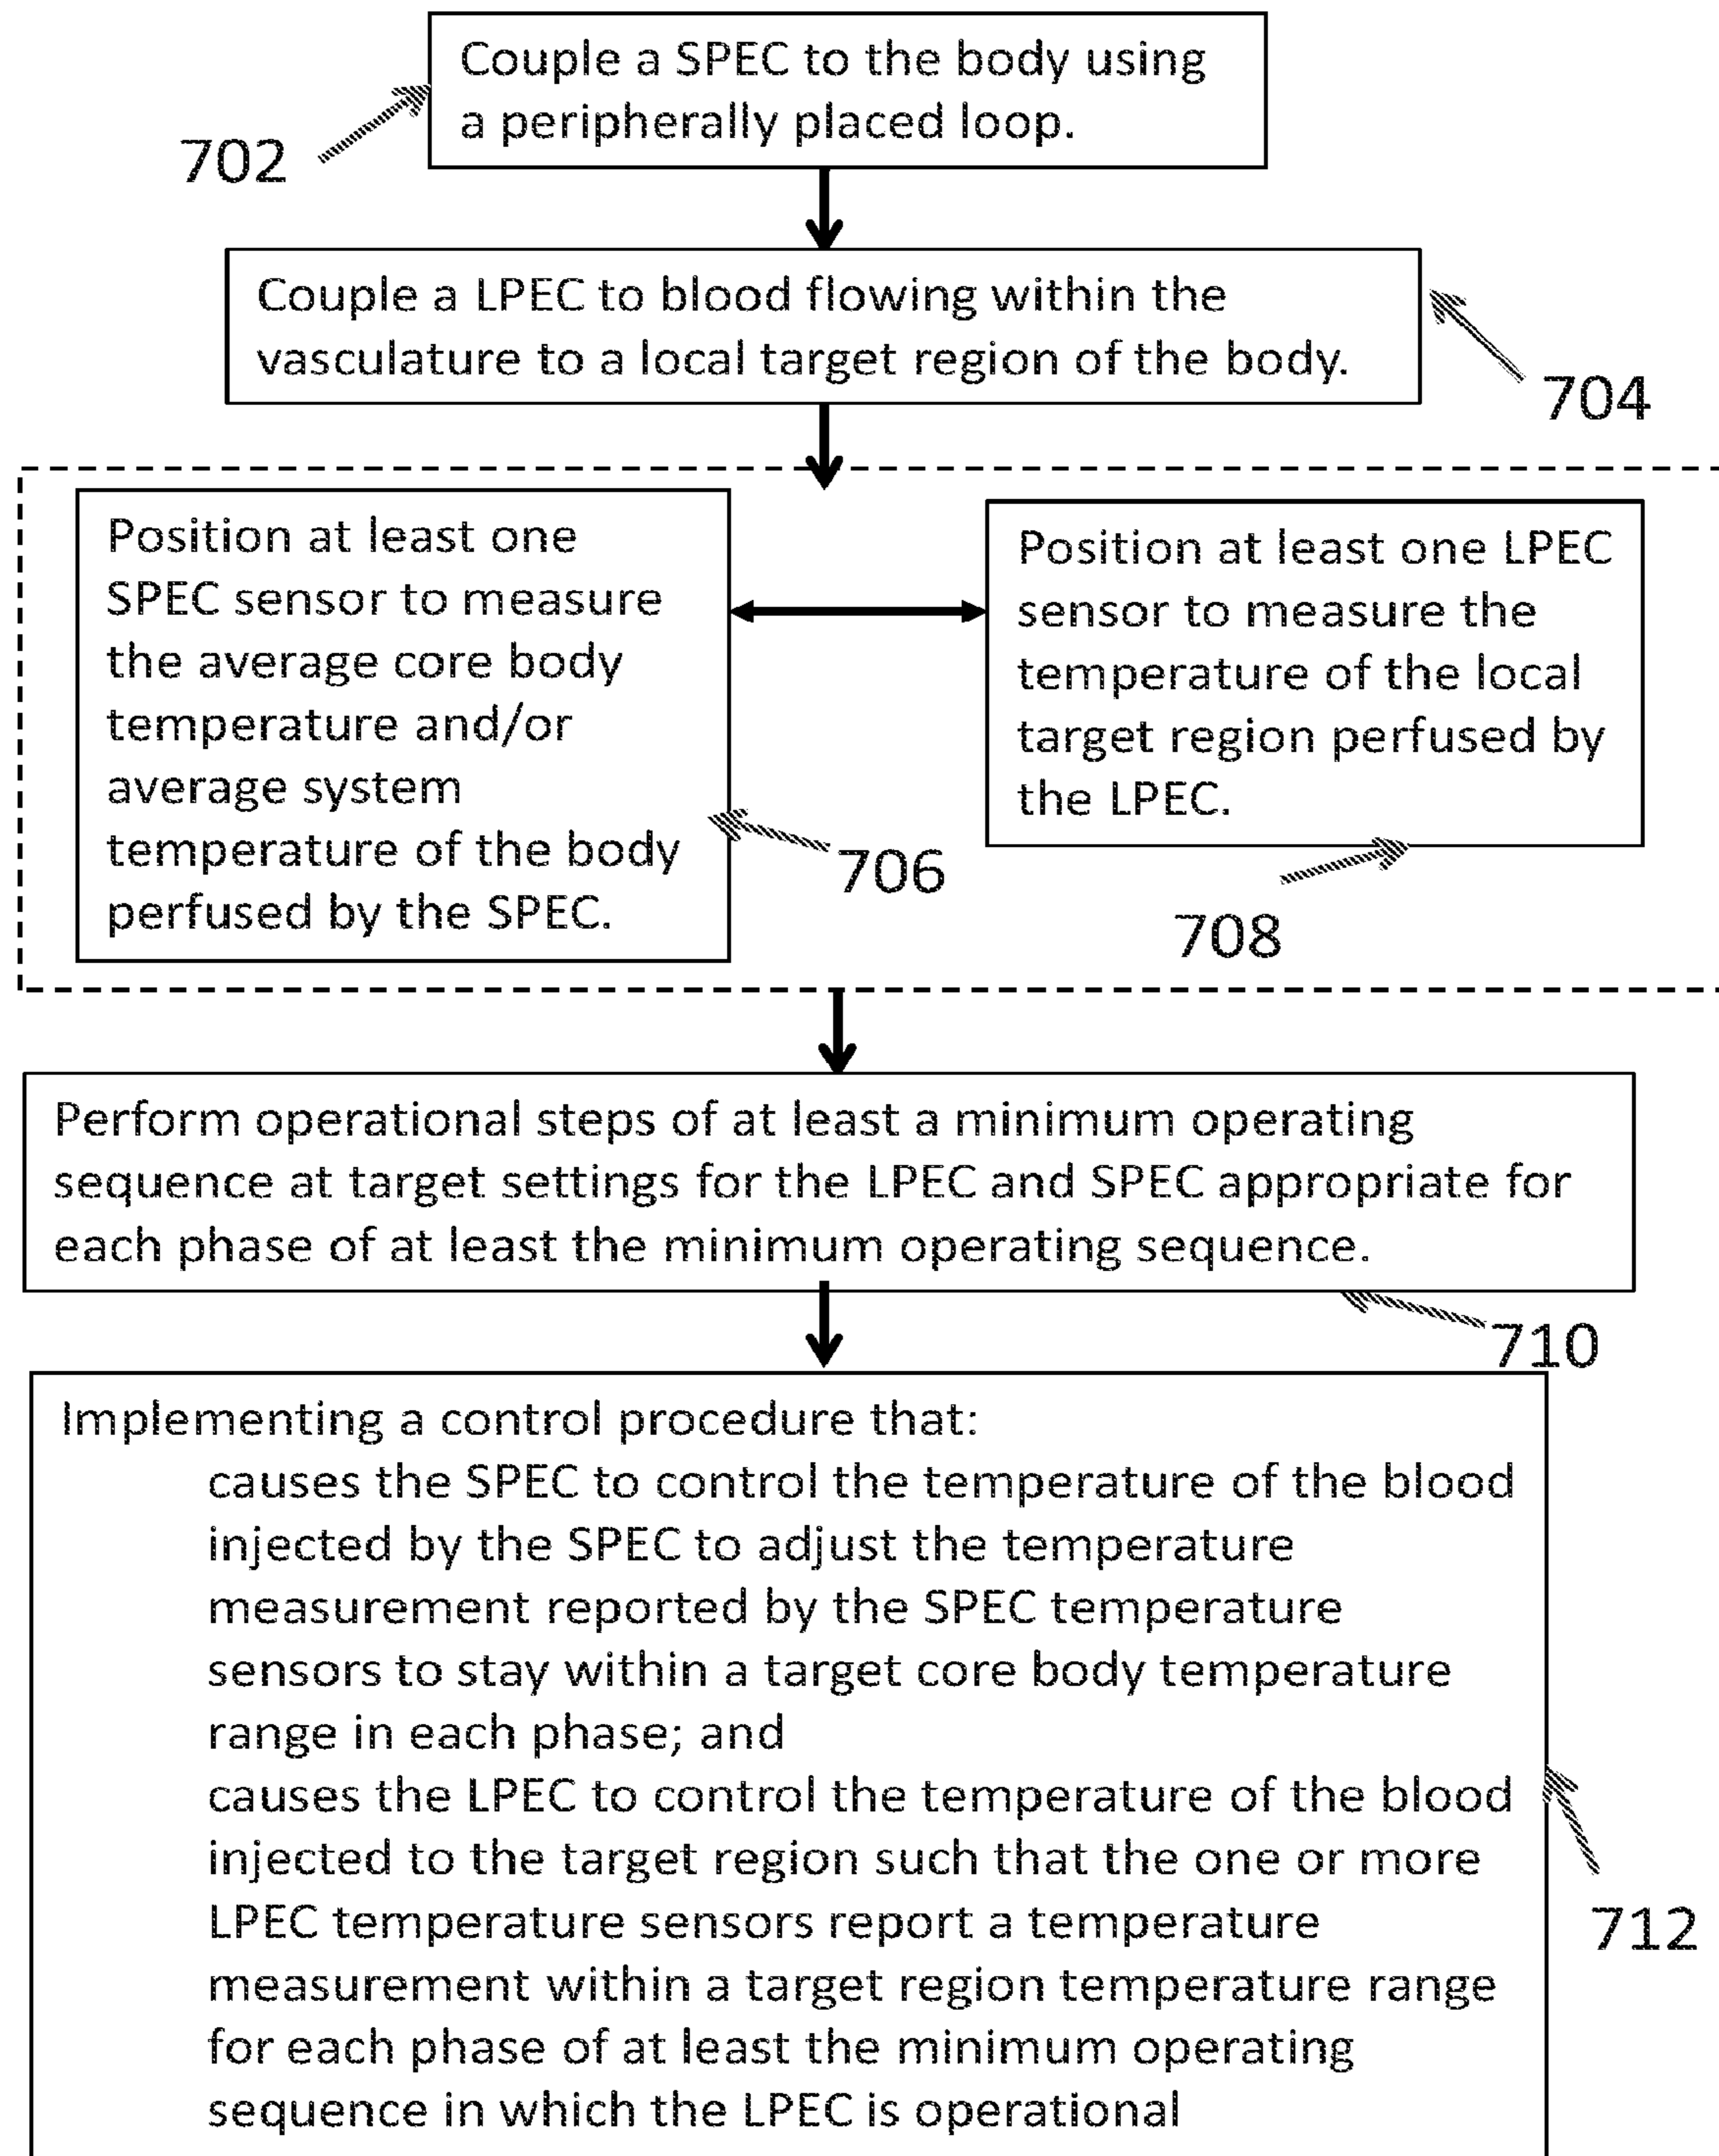 Couple a SPEC to the body using
a peripherally placed loop.
702
Couple a LPEC to blood flowing within the
vasculature to a local target region of the body.
704
Position at least one
SPEC sensor to measure
the average core body
temperature and/or
average system
temperature of the body
perfused by the SPEC.
706
Position at least one LPEC
sensor to measure the
temperature of the local
target region perfused by
the LPEC.
708
Perform operational steps of at least a minimum operating
sequence at target settings for the LPEC and SPEC appropriate for
each phase of at least the minimum operating sequence.
710
Implementing a control procedure that:
causes the SPEC to control the temperature of the blood
injected by the SPEC to adjust the temperature
measurement reported by the SPEC temperature
sensors to stay within a target core body temperature
range in each phase; and
causes the LPEC to control the temperature of the blood
injected to the target region such that the one or more
LPEC temperature sensors report a temperature
measurement within a target region temperature range
for each phase of at least the minimum operating
sequence in which the LPEC is operational
712